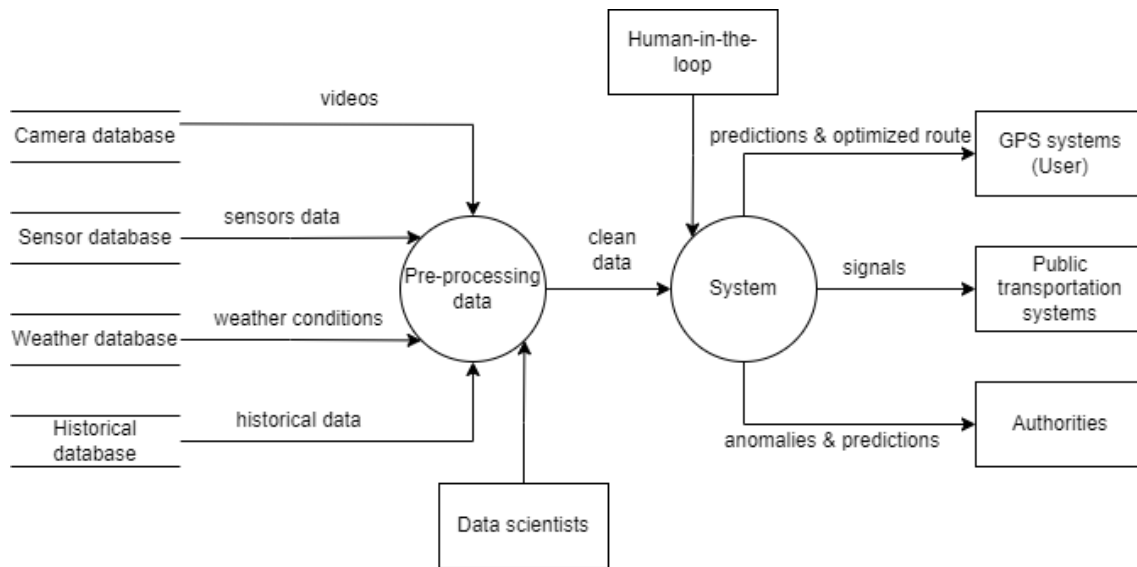 Human-in-the-
loop
videos
Camera database
predictions & optimized route
GPS systems
(User)
sensors data
Sensor database
clean
data
Pre-processing
data
System
signals
Public
transportation
systems
weather conditions
Weather database
historical data
Historical
database
anomalies & predictions
Authorities
Data scientists